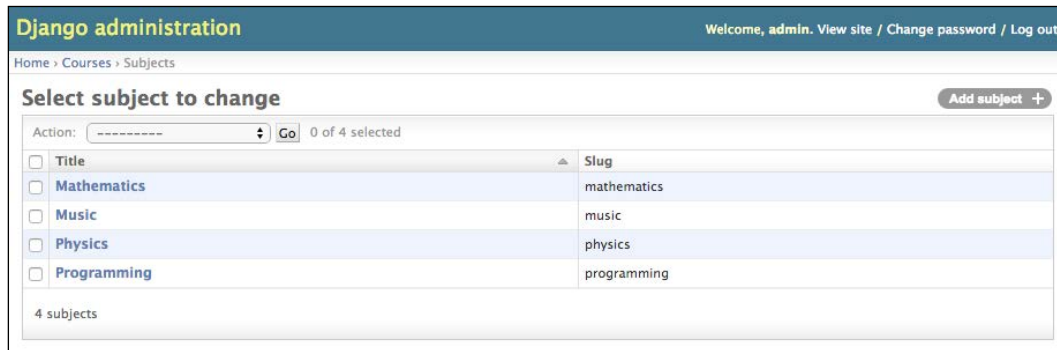 Django administration
Welcome, admin. View site / Change password / Log out
Home › Courses › Subjects
Select subject to change
Add subject +
Action: --------- Go 0 of 4 selected
Title Slug
Mathematics mathematics
Music music
Physics physics
Programming programming
4 subjects